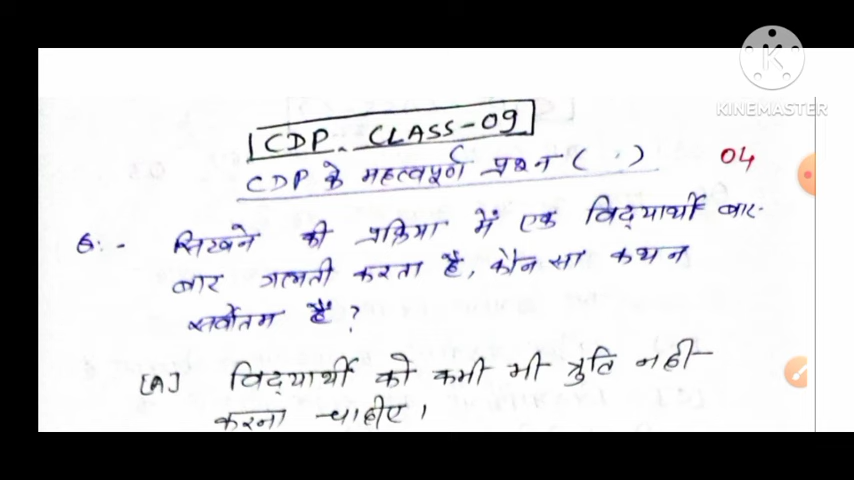 CDP. CLASS-09
CDP के महत्वपूर्ण प्रश्न ( . ) 04
6:- सिखने की प्रक्रिया में एक विद्यार्थी बार-
बार गलती करता है, कौन सा कथन
सर्वोतम है?
[A] विद्यार्थी को कभी भी त्रुति नही
करना चाहीए।
K
KINEMASTER